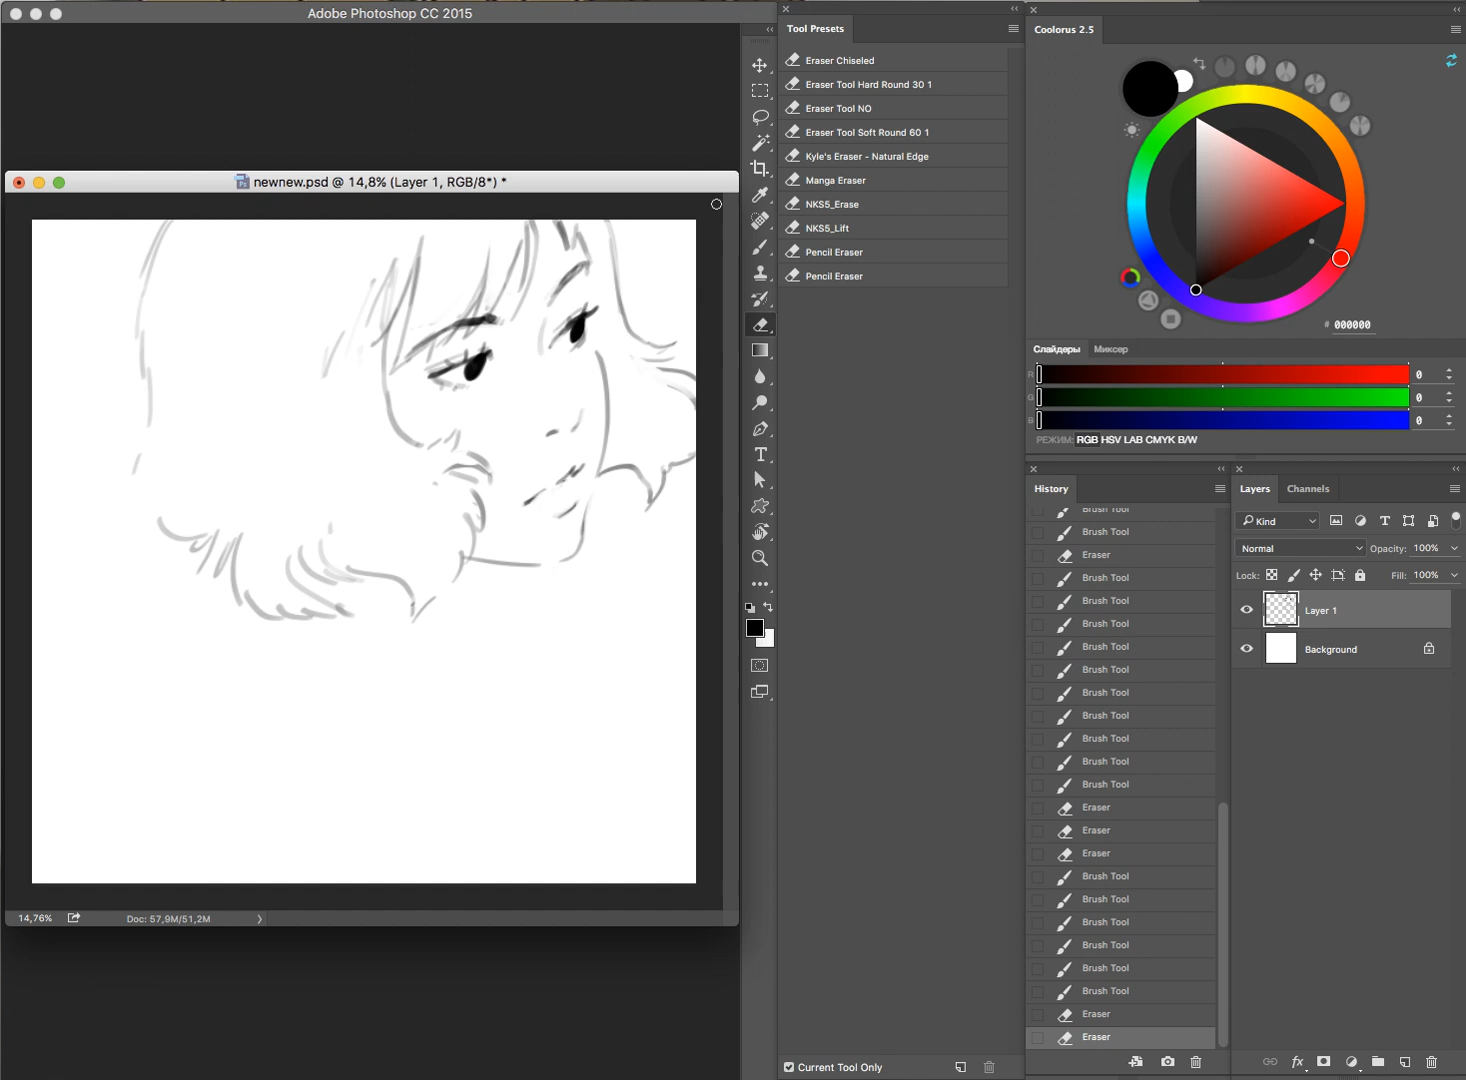 Adobe Photoshop CC 2015
newnew.psd @ 14,8% (Layer 1, RGB/8*) *
14,76%
Doc: 57,9M/51,2M
Tool Presets
Eraser Chiseled
Eraser Tool Hard Round 30 1
Eraser Tool NO
Eraser Tool Soft Round 60 1
Kyle's Eraser - Natural Edge
Manga Eraser
NKS5_Erase
NKS5_Lift
Pencil Eraser
Pencil Eraser
Current Tool Only
Coolorus 2.5
# 000000
Слайдеры Миксер
R 0
G 0
B 0
РЕЖИМ: RGB HSV LAB CMYK B/W
History
Brush Tool
Brush Tool
Eraser
Brush Tool
Brush Tool
Brush Tool
Brush Tool
Brush Tool
Brush Tool
Brush Tool
Brush Tool
Brush Tool
Brush Tool
Eraser
Eraser
Eraser
Brush Tool
Brush Tool
Brush Tool
Brush Tool
Brush Tool
Brush Tool
Eraser
Eraser
Layers Channels
Kind
Normal Opacity: 100%
Lock: Fill: 100%
Layer 1
Background